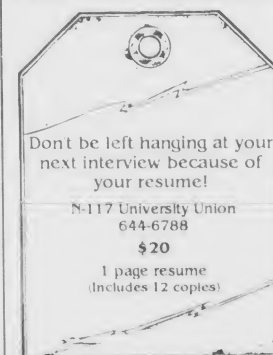 Don't be left hanging at your
next interview because of
your resume!
N-117 University Union
644-6788
$20
1 page resume
(Includes 12 copies)